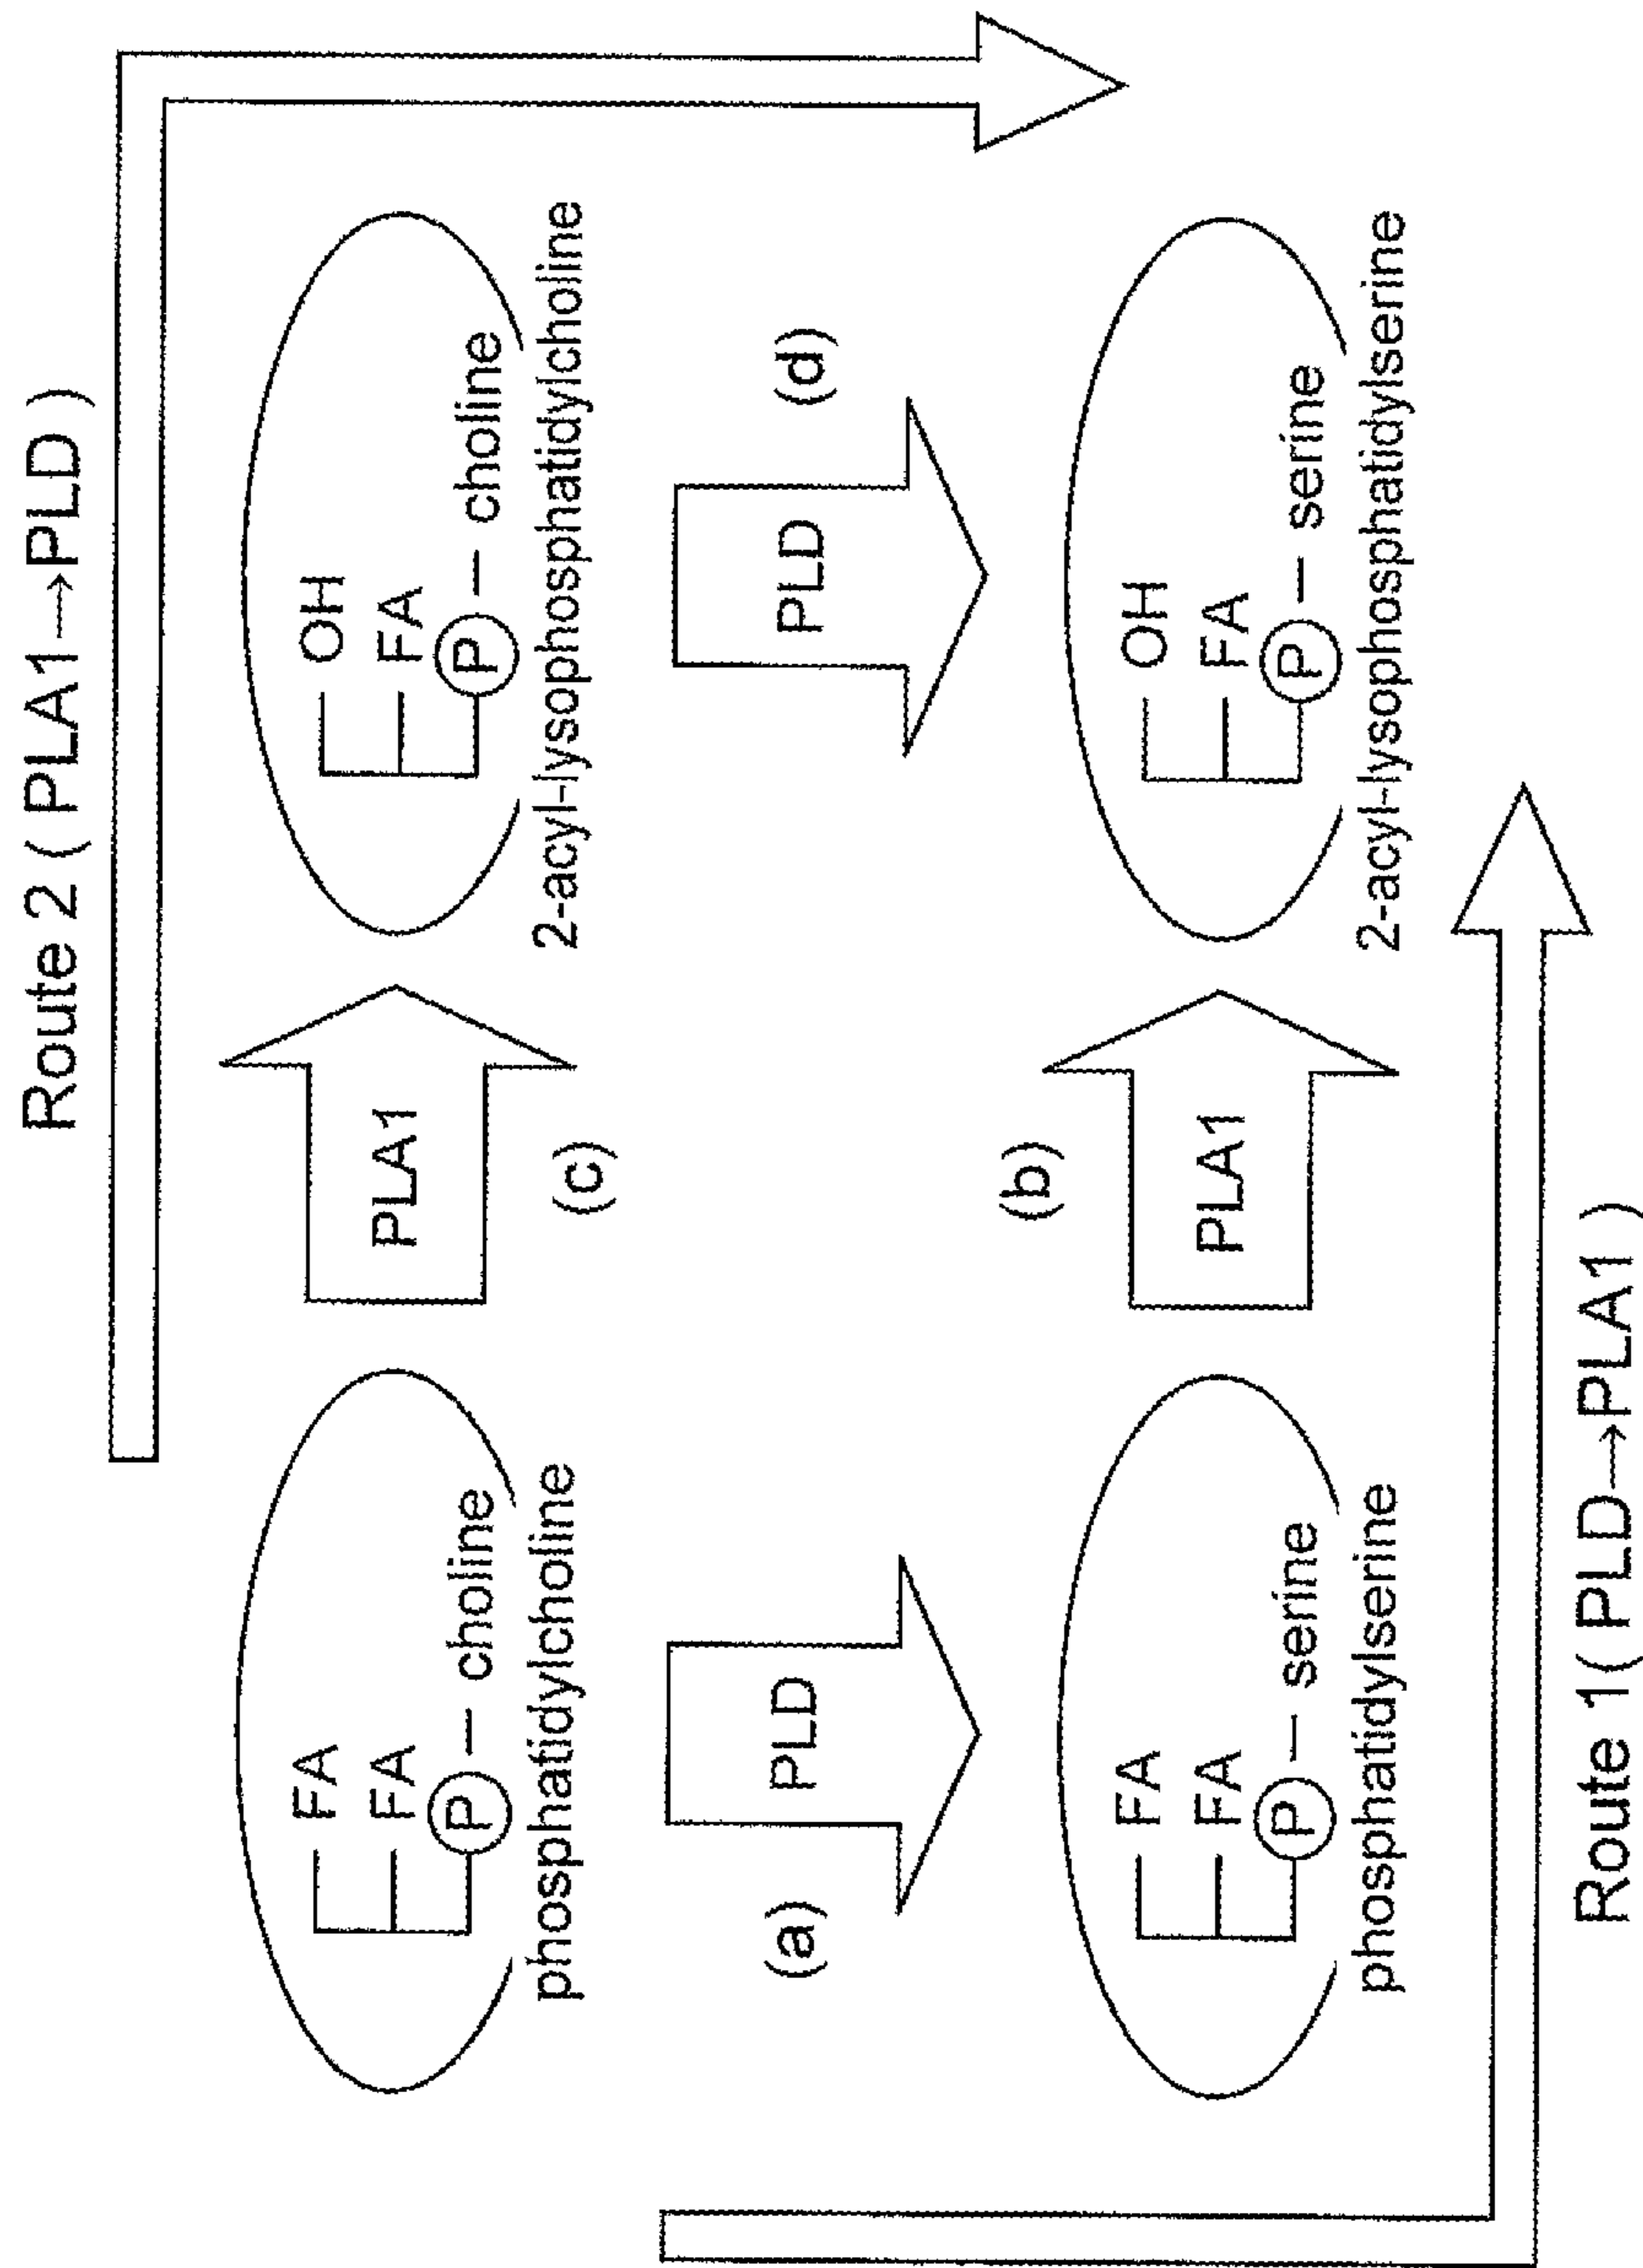 Route 2 ( PLA1→PLD )
FA
FA
P — choline
phosphatidylcholine
PLA1
(c)
OH
FA
P — choline
2-acyl-lysophosphatidylcholine
(a)
PLD
PLD
(d)
FA
FA
P — serine
phosphatidylserine
(b)
PLA1
OH
FA
P — serine
2-acyl-lysophosphatidylserine
Route 1( PLD→PLA1 )